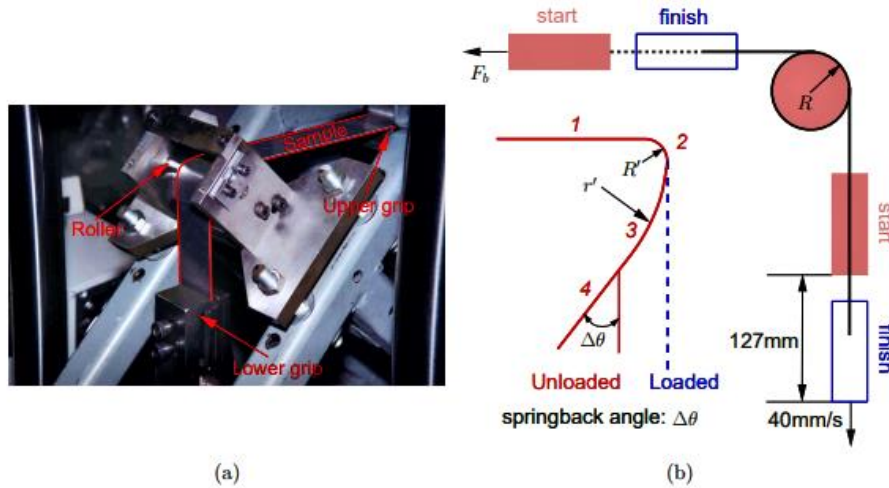 Sample
Roller
Upper grip
Lower grip
(a)
start
finish
F_b
R
1
2
R'
r'
3
4
Δθ
Unloaded
Loaded
springback angle: Δθ
start
127mm
finish
40mm/s
(b)